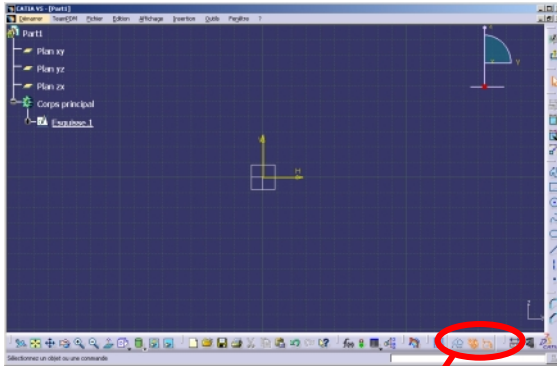 CATIA V5 - [Part1]
Démarrer TeamPDM Fichier Edition Affichage Insertion Outils Fenêtre ?
Part1
Plan xy
Plan yz
Plan zx
Corps principal
Esquisse.1
V
H
y
z
Sélectionnez un objet ou une commande